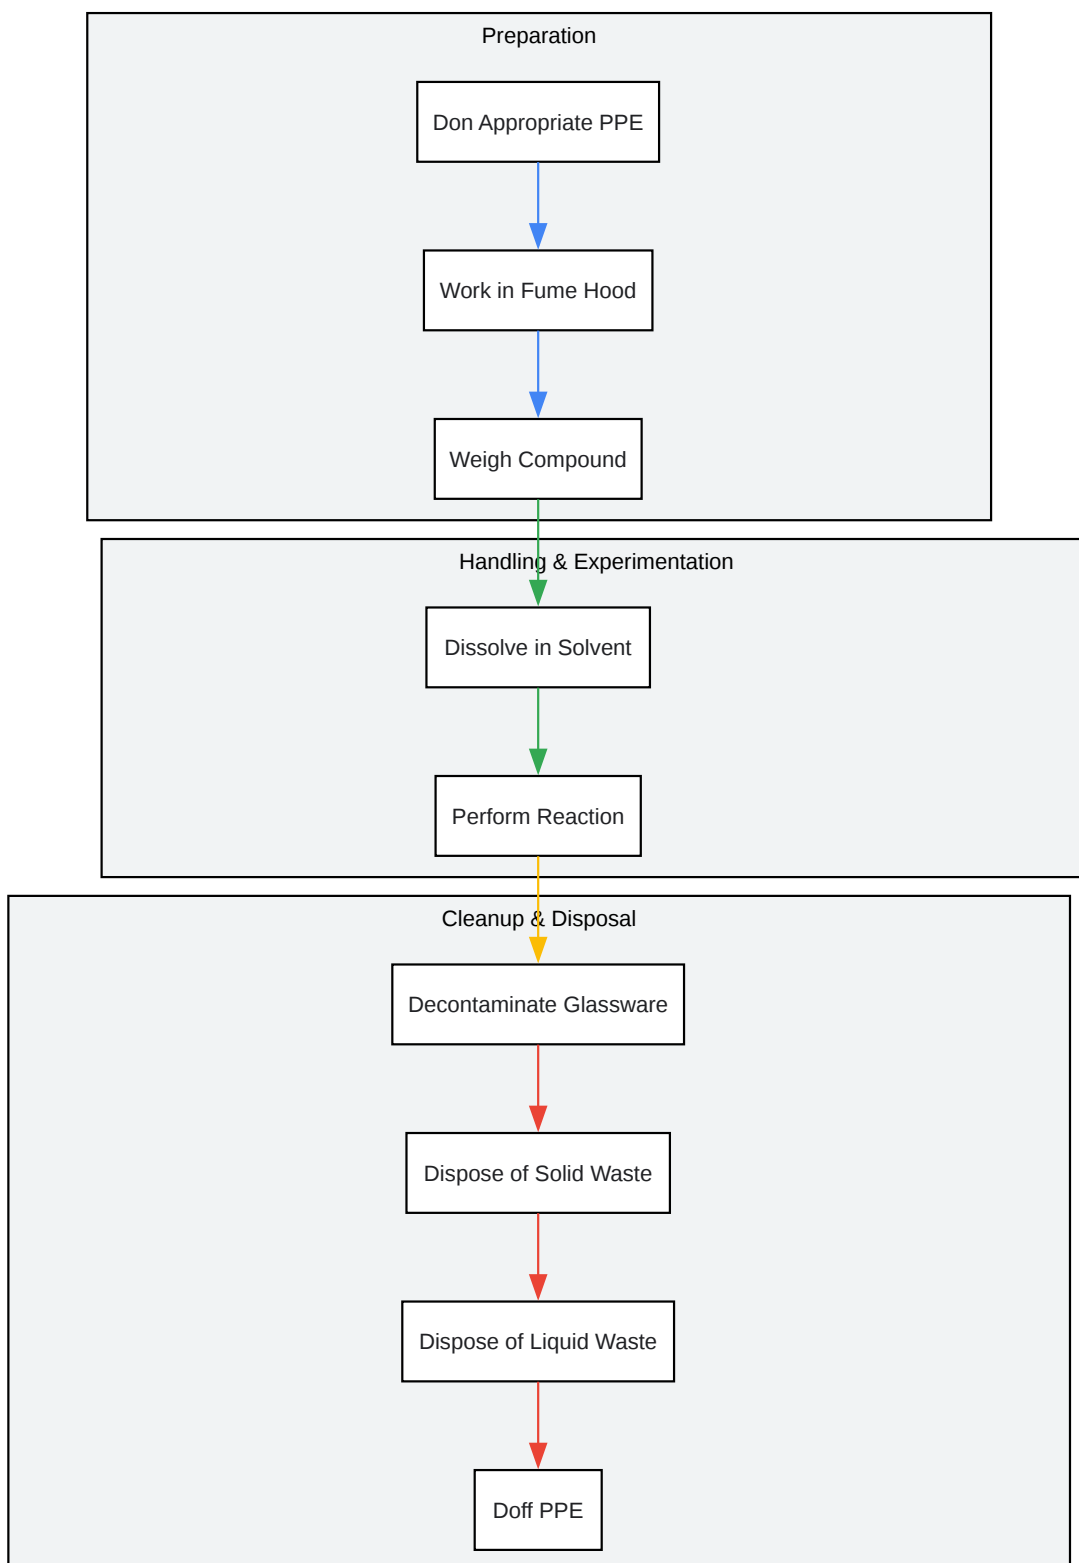 Preparation
Don Appropriate PPE
Work in Fume Hood
Weigh Compound
Handling & Experimentation
Dissolve in Solvent
Perform Reaction
Cleanup & Disposal
Decontaminate Glassware
Dispose of Solid Waste
Dispose of Liquid Waste
Doff PPE